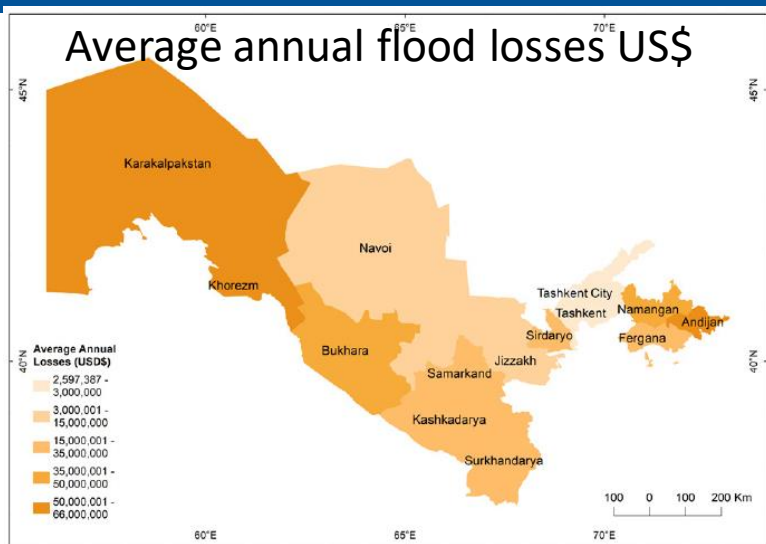 Average annual flood losses US$
60°E
65°E
70°E
45°N
45°N
Karakalpakstan
Navoi
Khorezm
Tashkent City
Tashkent
Namangan
Andijan
Sirdaryo
Fergana
Bukhara
Jizzakh
Samarkand
Kashkadarya
Surkhandarya
40°N
40°N
Average Annual
Losses (USD$)
2,597,387 -
3,000,000
3,000,001 -
15,000,000
15,000,001 -
35,000,000
35,000,001 -
50,000,000
50,000,001 -
66,000,000
100 0 100 200 Km
60°E
65°E
70°E